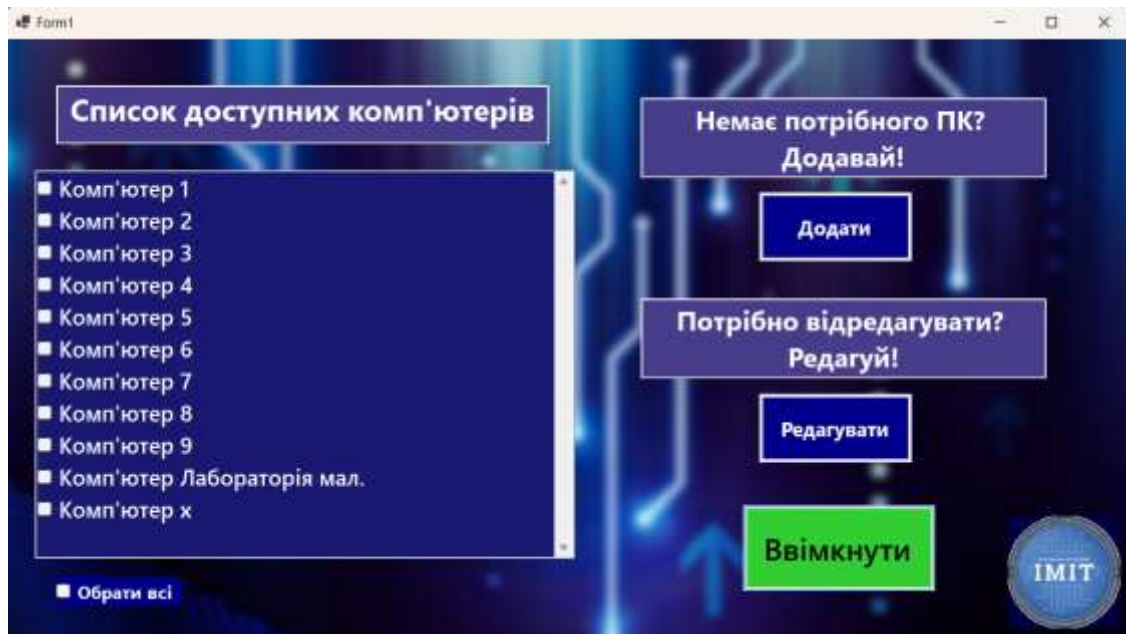 Form1
Список доступних комп'ютерів
Комп'ютер 1
Комп'ютер 2
Комп'ютер 3
Комп'ютер 4
Комп'ютер 5
Комп'ютер 6
Комп'ютер 7
Комп'ютер 8
Комп'ютер 9
Комп'ютер Лабораторія мал.
Комп'ютер x
Обрати всі
Немає потрібного ПК?
Додавай!
Додати
Потрібно відредагувати?
Редагуй!
Редагувати
Ввімкнути
ІМІТ